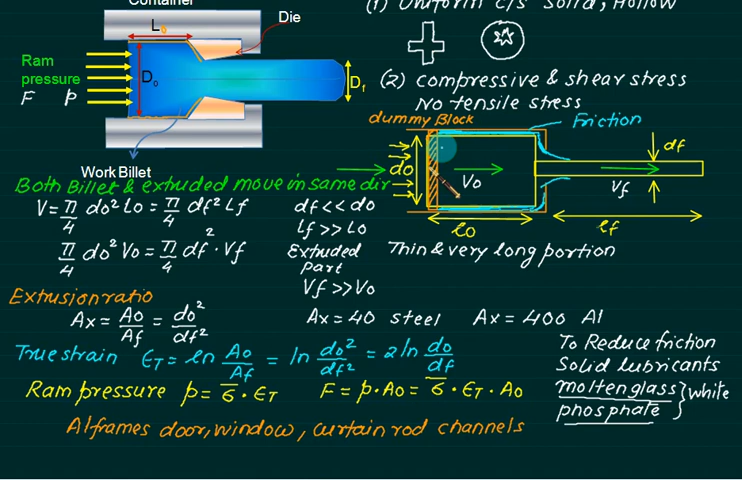 Container
(1) Uniform c/s solid, Hollow
Die
L₀
Ram
pressure
F p
D₀
Df
Work Billet
(2) compressive & shear stress
No tensile stress
dummy Block
Friction
do
Vo
df
Vf
lo
lf
Both Billet & extruded move in same dir
V = π/4 do² lo = π/4 df² Lf
df << do
Lf >> Lo
π/4 do² Vo = π/4 df² · Vf
Extruded
part
Vf >> Vo
Thin & very long portion
Extrusion ratio
Ax = Ao/Af = do²/df²
Ax = 40 steel
Ax = 400 Al
True strain ϵT = ln Ao/Af = ln do²/df² = 2 ln do/df
Ram pressure p = σ̅ · ϵT
F = p · Ao = σ̅ · ϵT · Ao
To Reduce friction
Solid lubricants
molten glass } white
phosphate
Al frames door, window, curtain rod channels